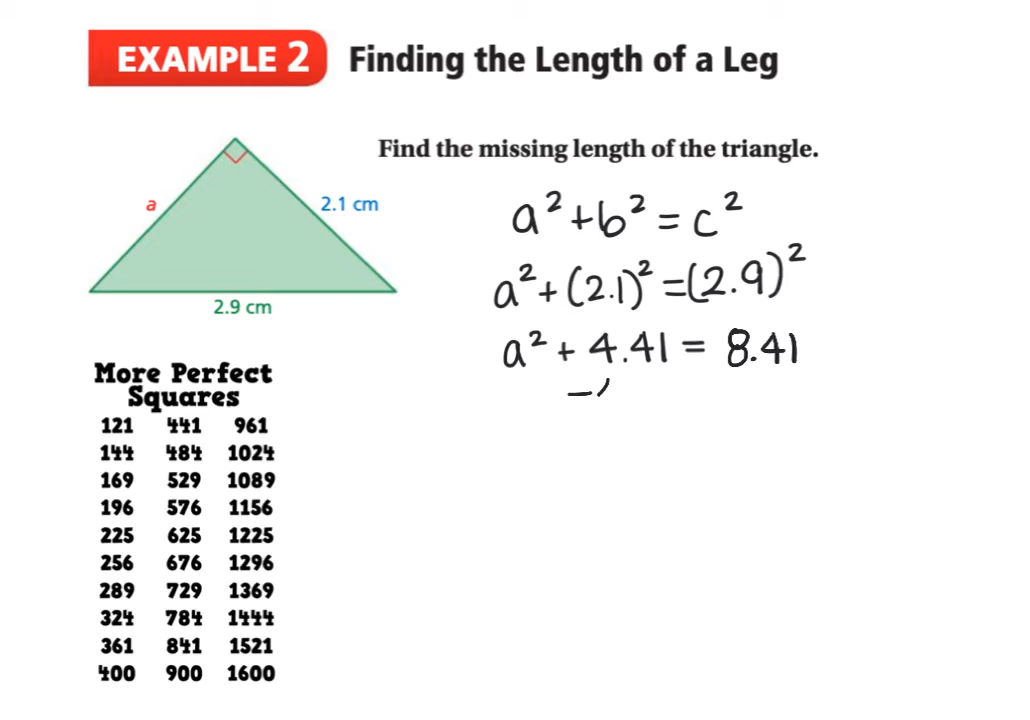 EXAMPLE 2 Finding the Length of a Leg
Find the missing length of the triangle.
a
2.1 cm
2.9 cm
a² + b² = c²
a² + (2.1)² = (2.9)²
a² + 4.41 = 8.41
−
More Perfect
Squares
121 441 961
144 484 1024
169 529 1089
196 576 1156
225 625 1225
256 676 1296
289 729 1369
324 784 1444
361 841 1521
400 900 1600